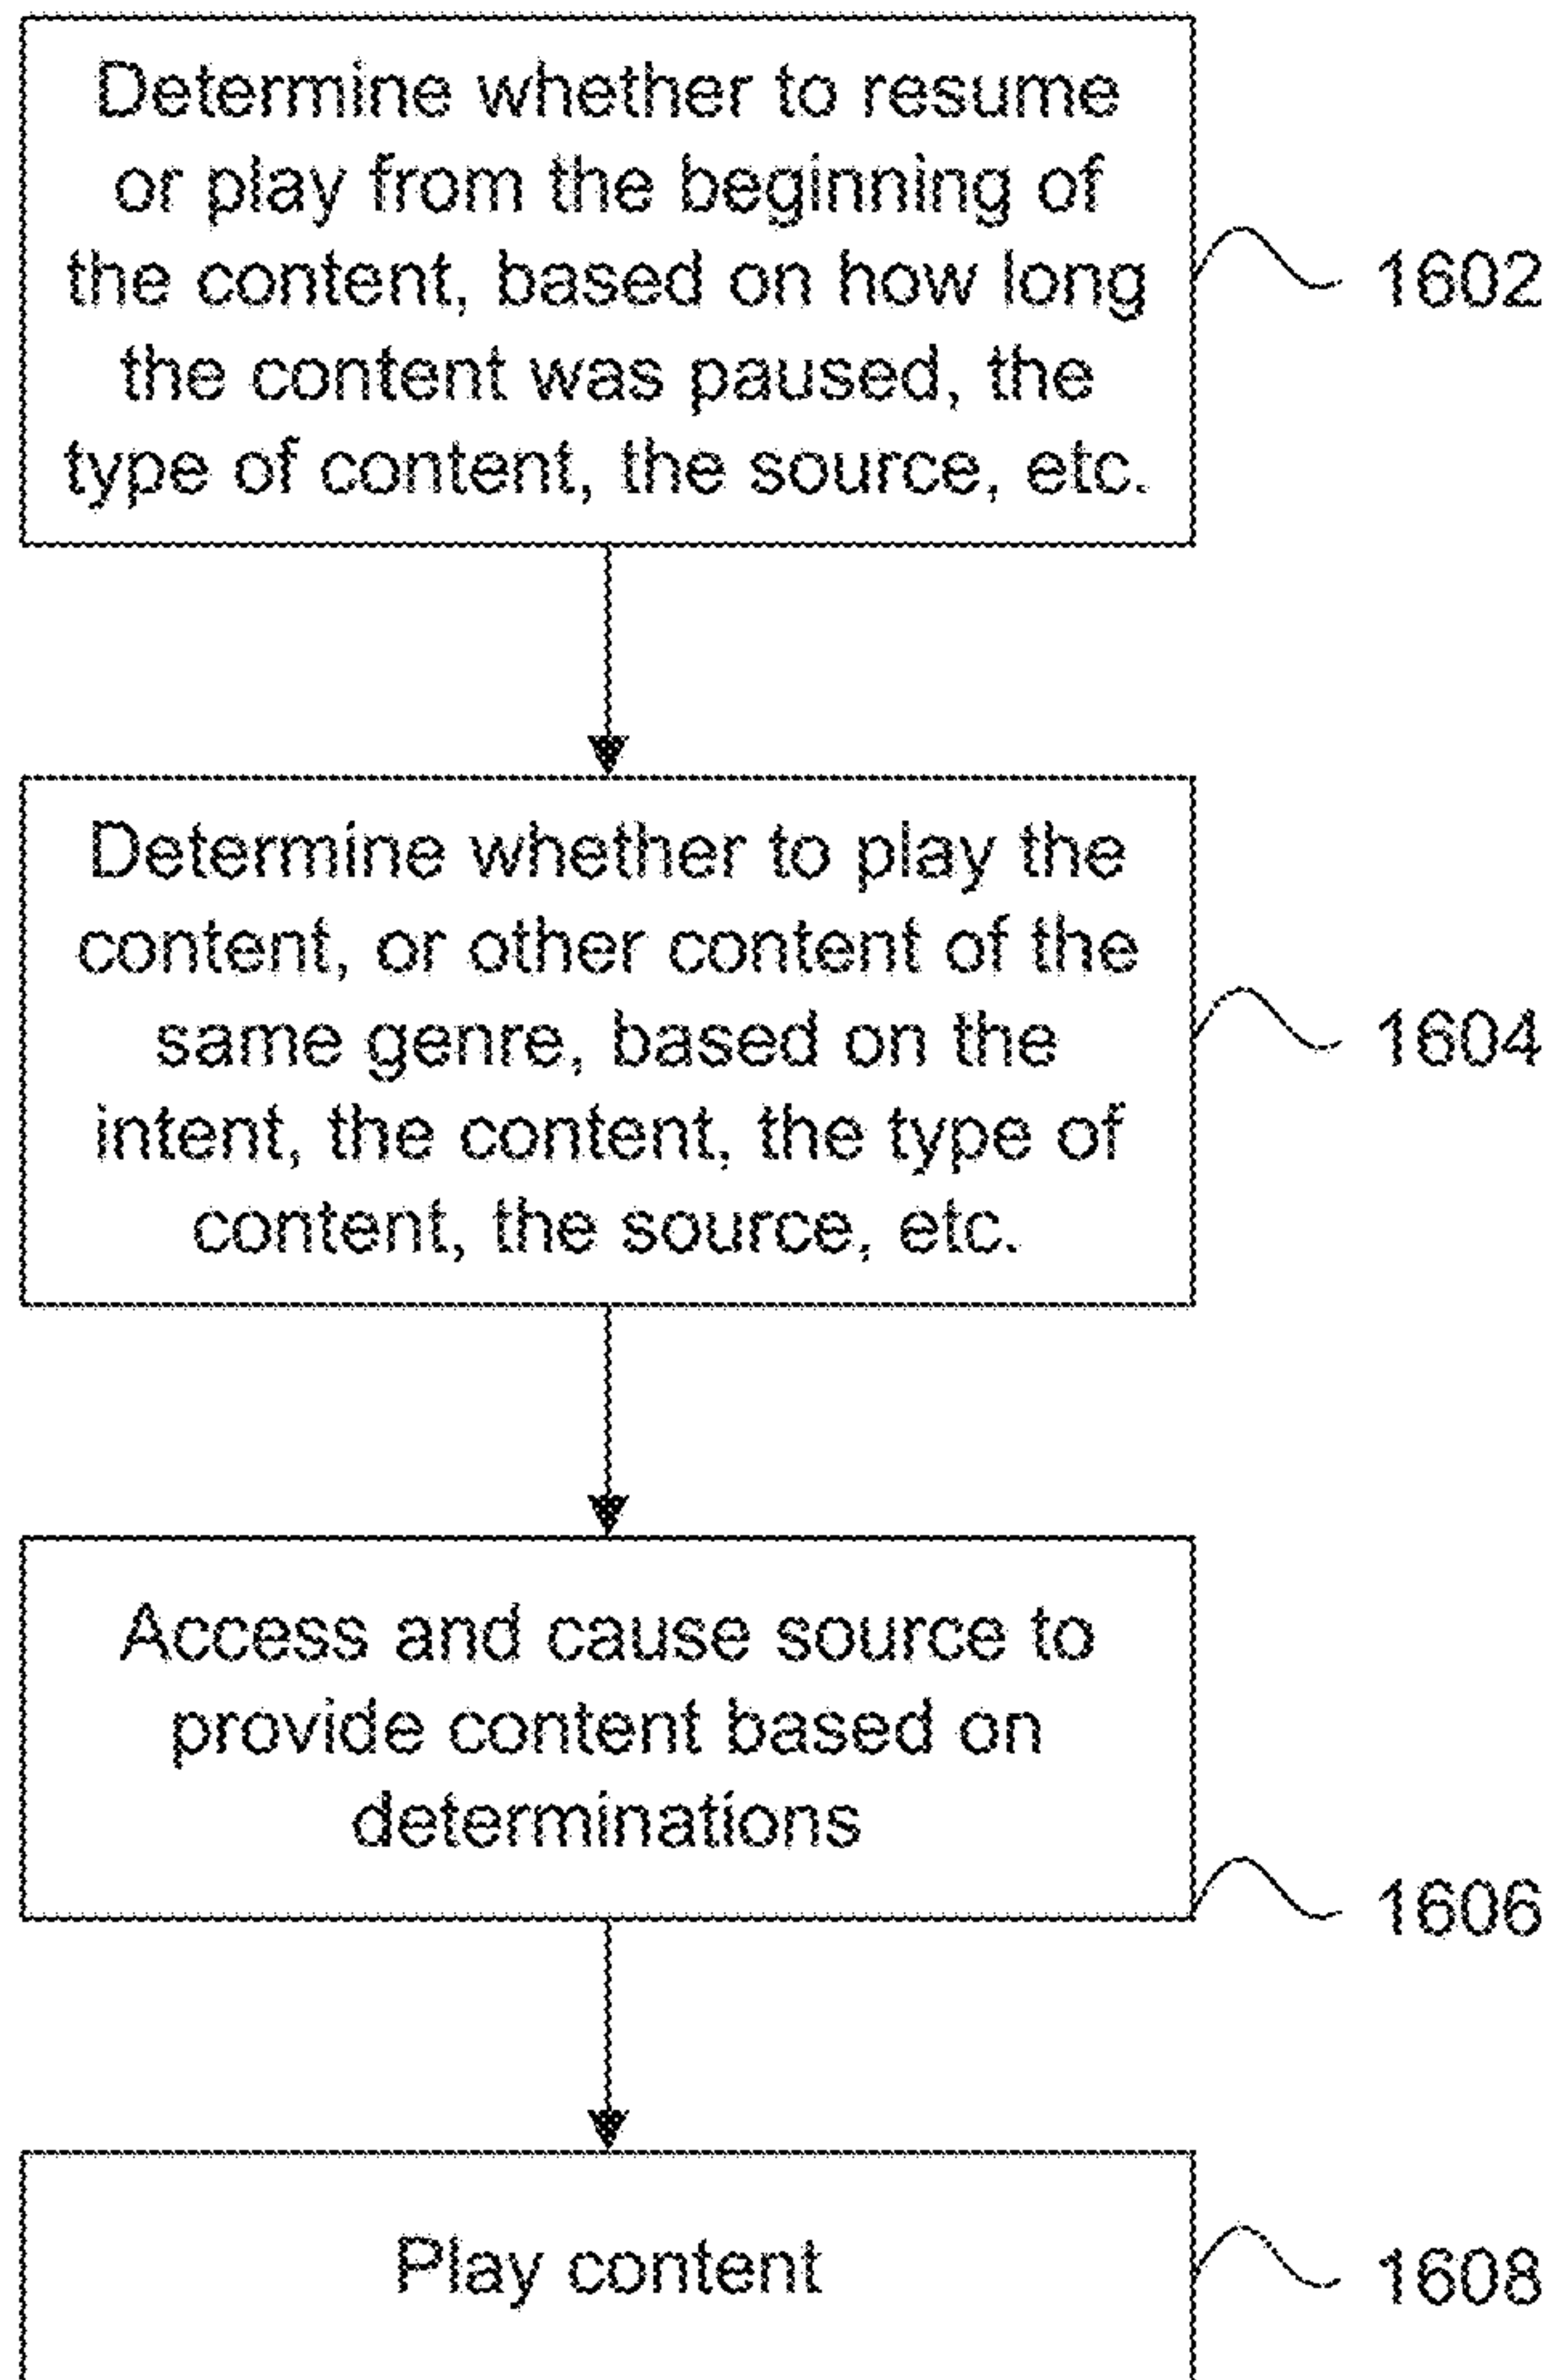 Determine whether to resume
or play from the beginning of
the content, based on how long
the content was paused, the
type of content, the source, etc.
1602
Determine whether to play the
content, or other content of the
same genre, based on the
intent, the content, the type of
content, the source, etc.
1604
Access and cause source to
provide content based on
determinations
1606
Play content
1608